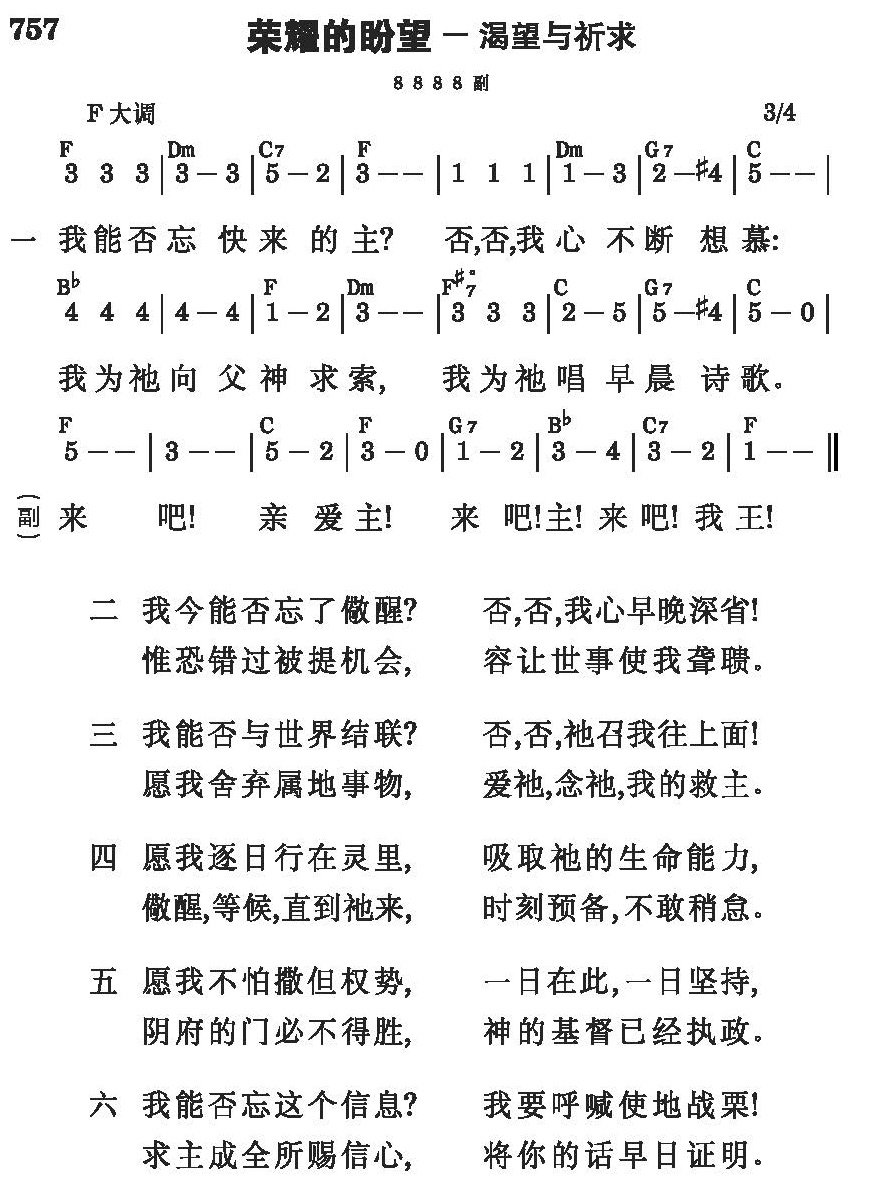 757 荣耀的盼望 — 渴望与祈求
8 8 8 8 副
F 大调 3/4
F Dm C7 F Dm G7 C
3 3 3 | 3 – 3 | 5 – 2 | 3 – – | 1 1 1 | 1 – 3 | 2 – ♯4 | 5 – – |
一 我能否忘 快来 的主? 否,否,我心 不断 想慕:
B♭ F Dm F♯°7 C G7 C
4 4 4 | 4 – 4 | 1 – 2 | 3 – – | 3 3 3 | 2 – 5 | 5 – ♯4 | 5 – 0 |
我为祂向 父神 求索, 我为祂唱 早晨 诗歌。
F C F G7 B♭ C7 F
5 – – | 3 – – | 5 – 2 | 3 – 0 | 1 – 2 | 3 – 4 | 3 – 2 | 1 – – ‖
(副) 来 吧! 亲 爱主! 来 吧!主! 来吧! 我王!
二 我今能否忘了儆醒? 否,否,我心早晚深省!
惟恐错过被提机会, 容让世事使我聋聩。
三 我能否与世界结联? 否,否,祂召我往上面!
愿我舍弃属地事物, 爱祂,念祂,我的救主。
四 愿我逐日行在灵里, 吸取祂的生命能力,
儆醒,等候,直到祂来, 时刻预备,不敢稍怠。
五 愿我不怕撒但权势, 一日在此,一日坚持,
阴府的门必不得胜, 神的基督已经执政。
六 我能否忘这个信息? 我要呼喊使地战栗!
求主成全所赐信心, 将你的话早日证明。